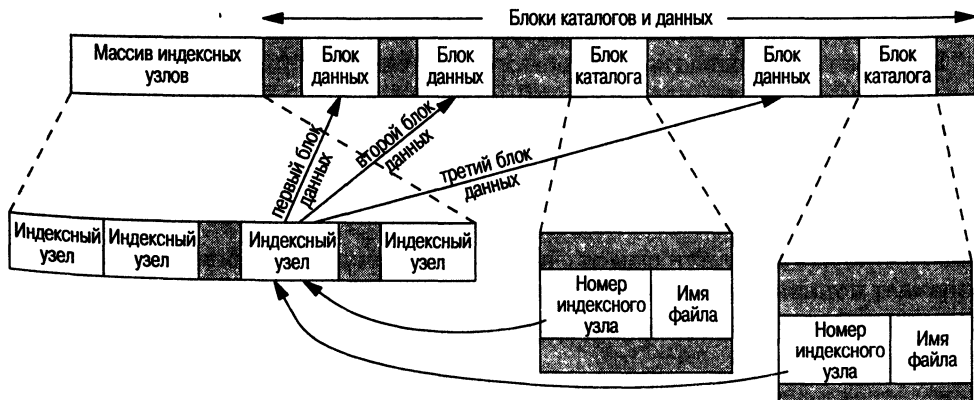 Блоки каталогов и данных
Массив индексных
узлов
Блок
данных
Блок
данных
Блок
каталога
Блок
данных
Блок
каталога
первый блок
данных
второй блок
данных
третий блок
данных
Индексный
узел
Индексный
узел
Индексный
узел
Индексный
узел
Номер
индексного
узла
Имя
файла
Номер
индексного
узла
Имя
файла